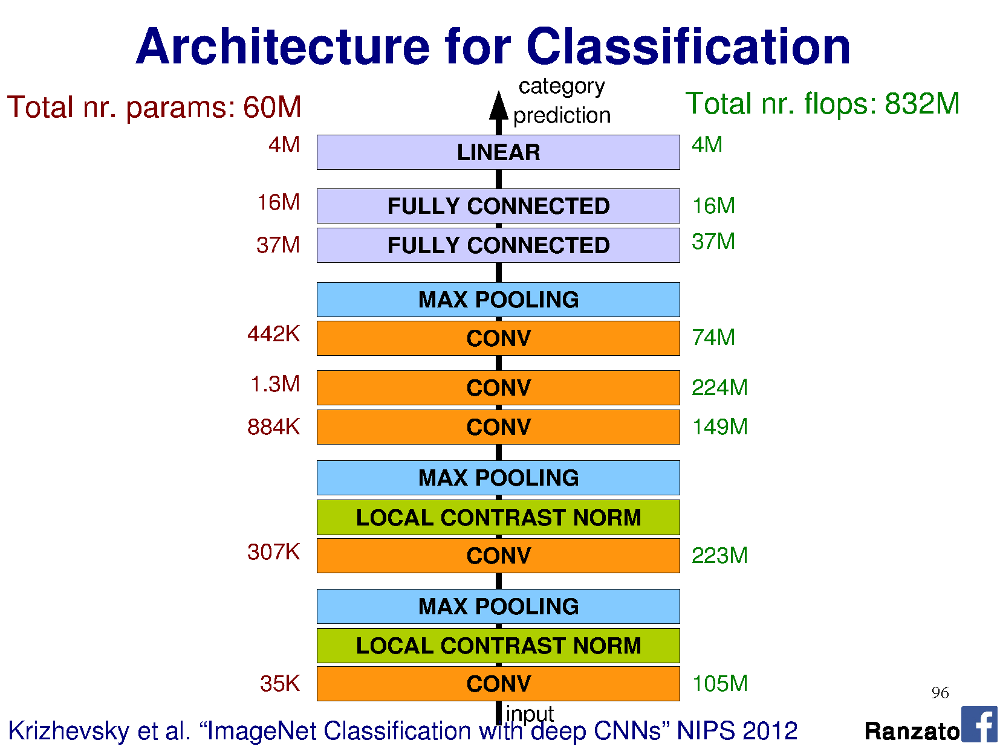 Architecture for Classification
category
prediction
Total nr. params: 60M
Total nr. flops: 832M
4M LINEAR 4M
16M FULLY CONNECTED 16M
37M FULLY CONNECTED 37M
MAX POOLING
442K CONV 74M
1.3M CONV 224M
884K CONV 149M
MAX POOLING
LOCAL CONTRAST NORM
307K CONV 223M
MAX POOLING
LOCAL CONTRAST NORM
35K CONV 105M
96
input
Krizhevsky et al. “ImageNet Classification with deep CNNs” NIPS 2012
Ranzato f